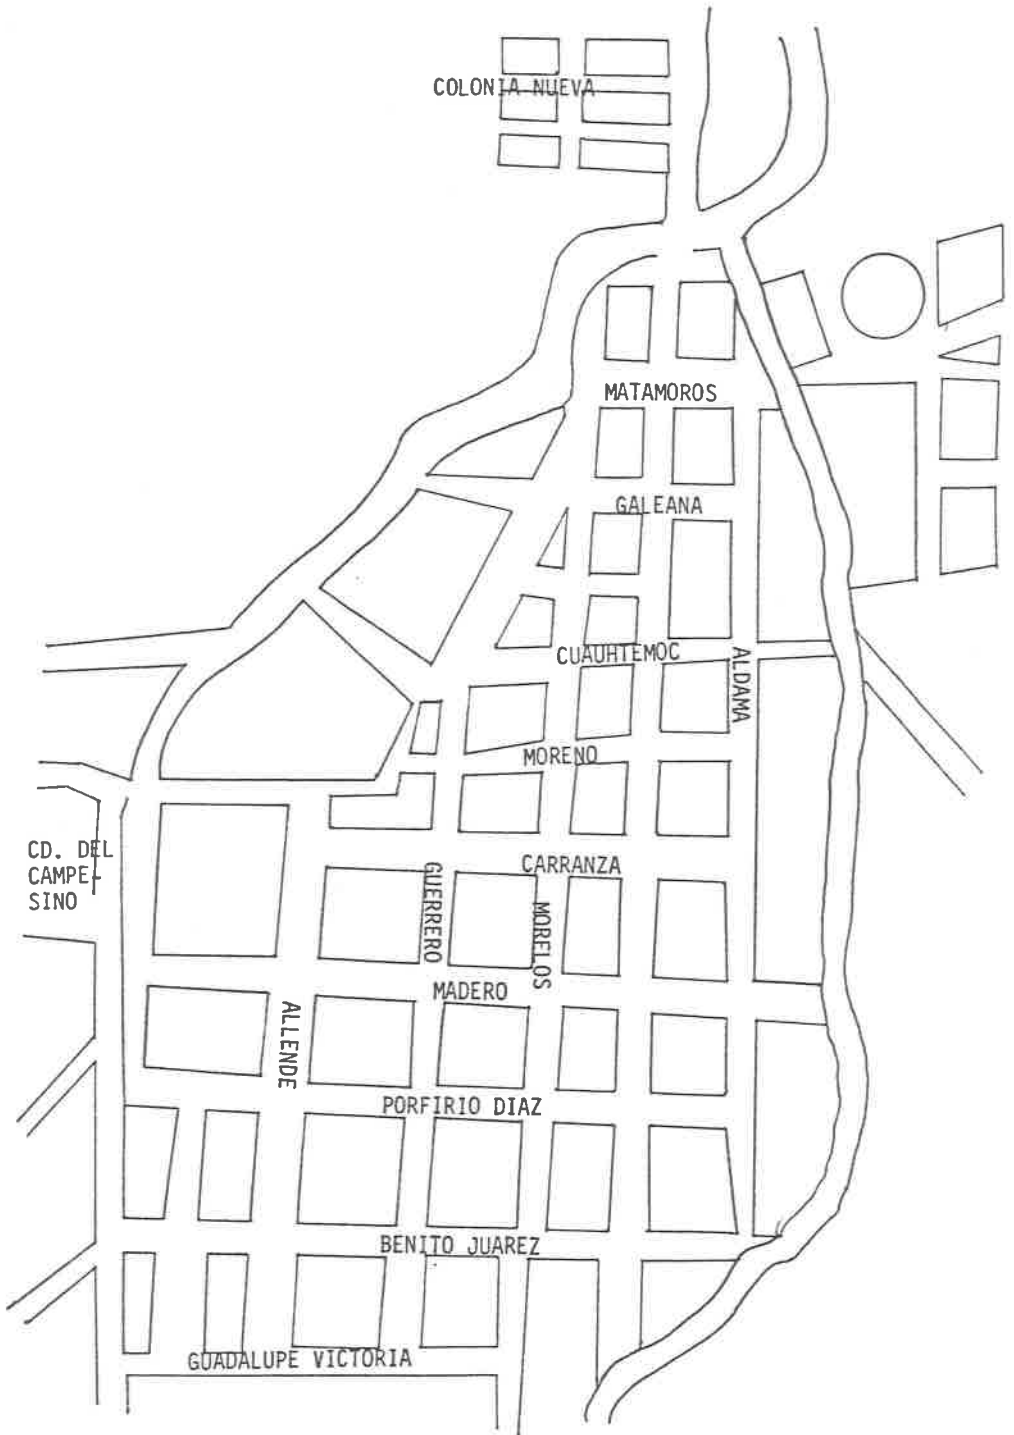 COLONIA NUEVA
MATAMOROS
GALEANA
CUAUHTEMOC
ALDAMA
MORENO
CD. DEL
CAMPE-
SINO
CARRANZA
GUERRERO
MORELOS
MADERO
ALLENDE
PORFIRIO DIAZ
BENITO JUAREZ
GUADALUPE VICTORIA